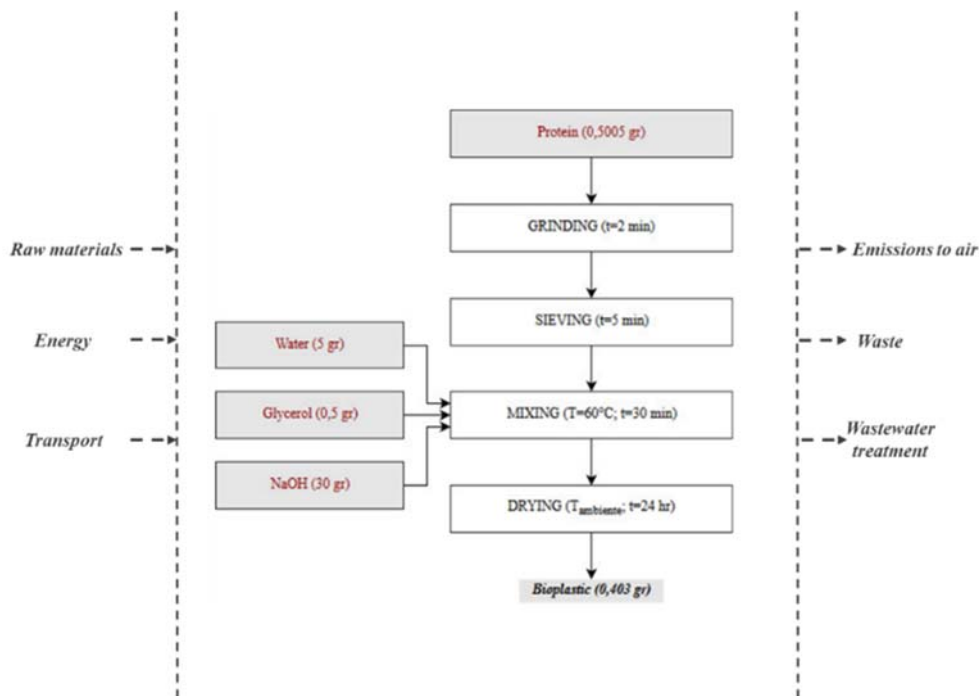 Protein (0,5005 gr)
GRINDING (t=2 min)
Raw materials
Emissions to air
SIEVING (t=5 min)
Energy
Water (5 gr)
Waste
Glycerol (0,5 gr)
MIXING (T=60°C; t=30 min)
Transport
Wastewater
treatment
NaOH (30 gr)
DRYING (Tambiente; t=24 hr)
Bioplastic (0,403 gr)